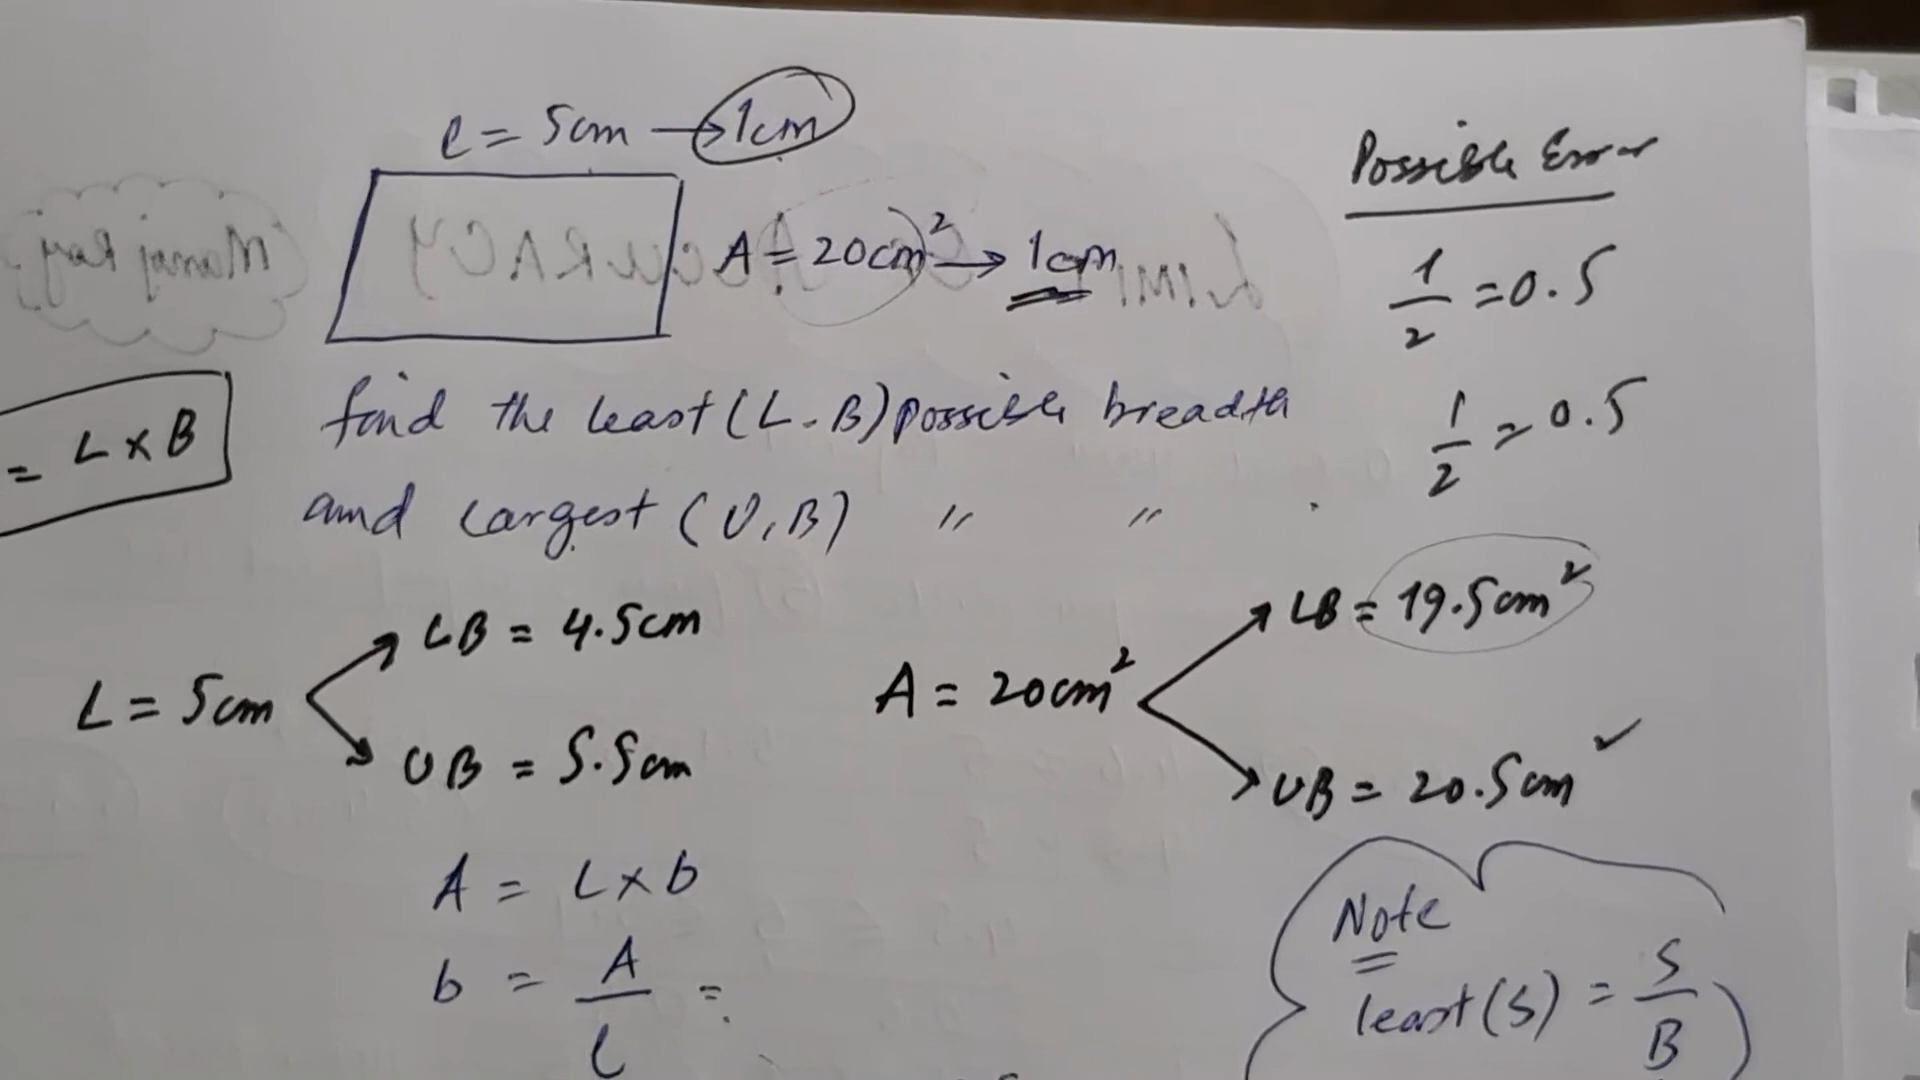 l = 5cm → 1cm
Possible Error
A = 20cm² → 1cm
1/2 = 0.5
= L x B
find the least (L.B) possible breadth
1/2 = 0.5
and largest (U.B) " " .
L = 5cm
LB = 4.5cm
UB = 5.5cm
A = 20cm²
LB = 19.5cm²
UB = 20.5cm
A = L x b
b = A/l =
Note
least (S) = S/B